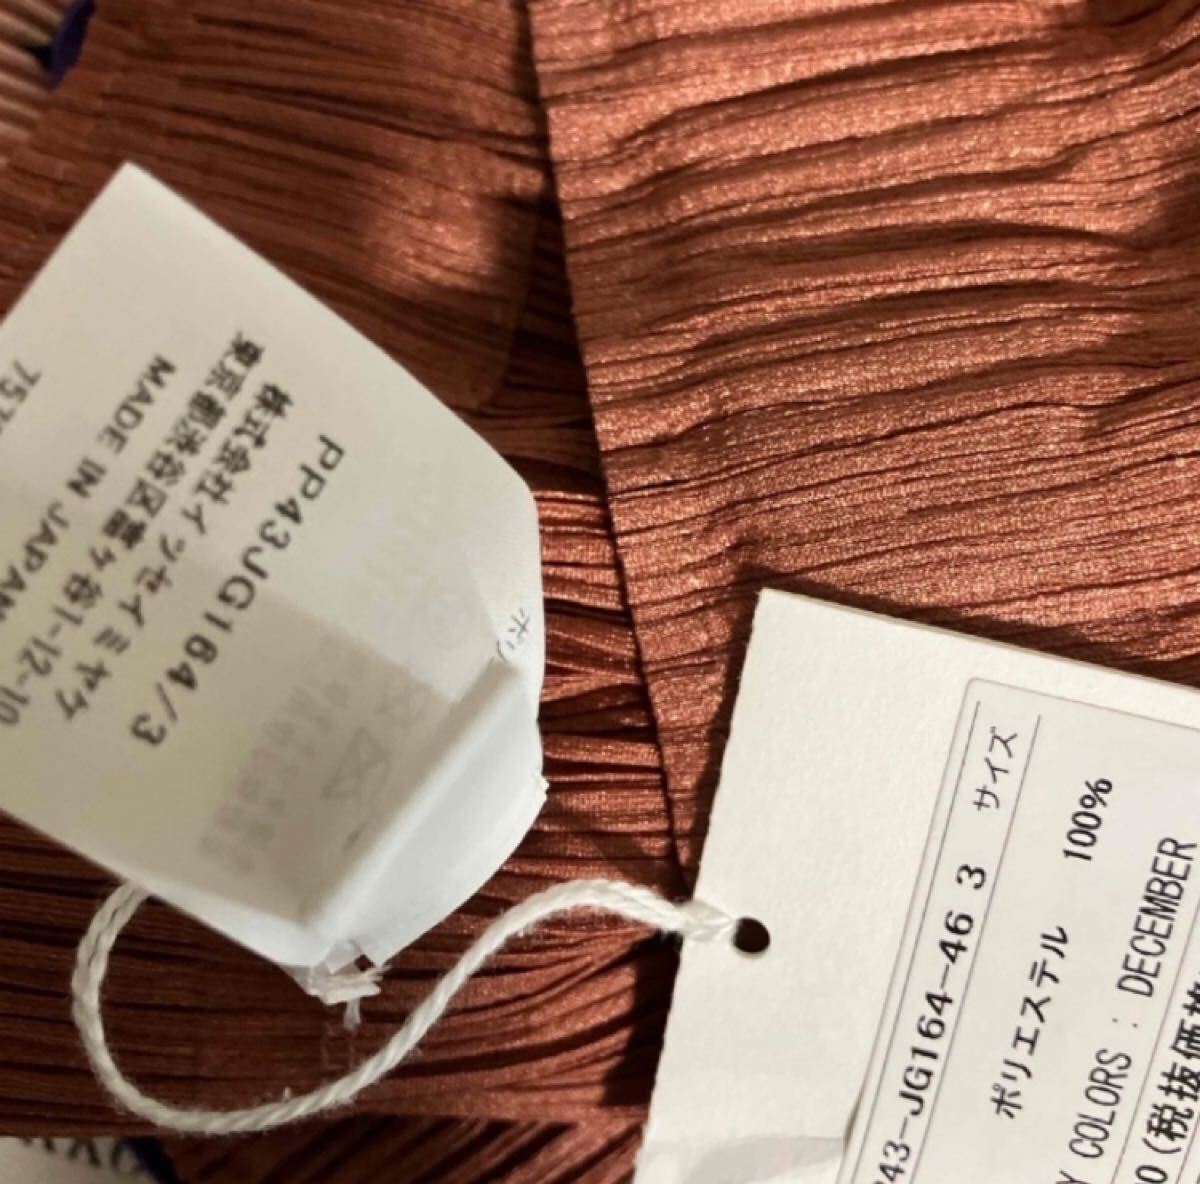 PP43JG164/3
株式会社イッセイミヤケ
東京都渋谷区富ヶ谷1-12-10
MADE IN JAPAN
43-JG164-46 3 サイズ
ポリエステル 100%
Y COLORS : DECEMBER
0 (税抜価格